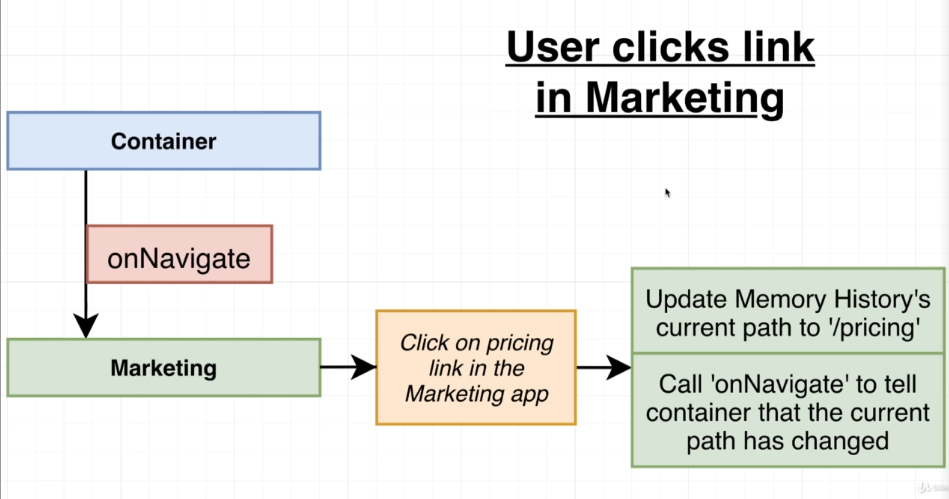 User clicks link
in Marketing
Container
onNavigate
Marketing
Click on pricing
link in the
Marketing app
Update Memory History's
current path to '/pricing'
Call 'onNavigate' to tell
container that the current
path has changed